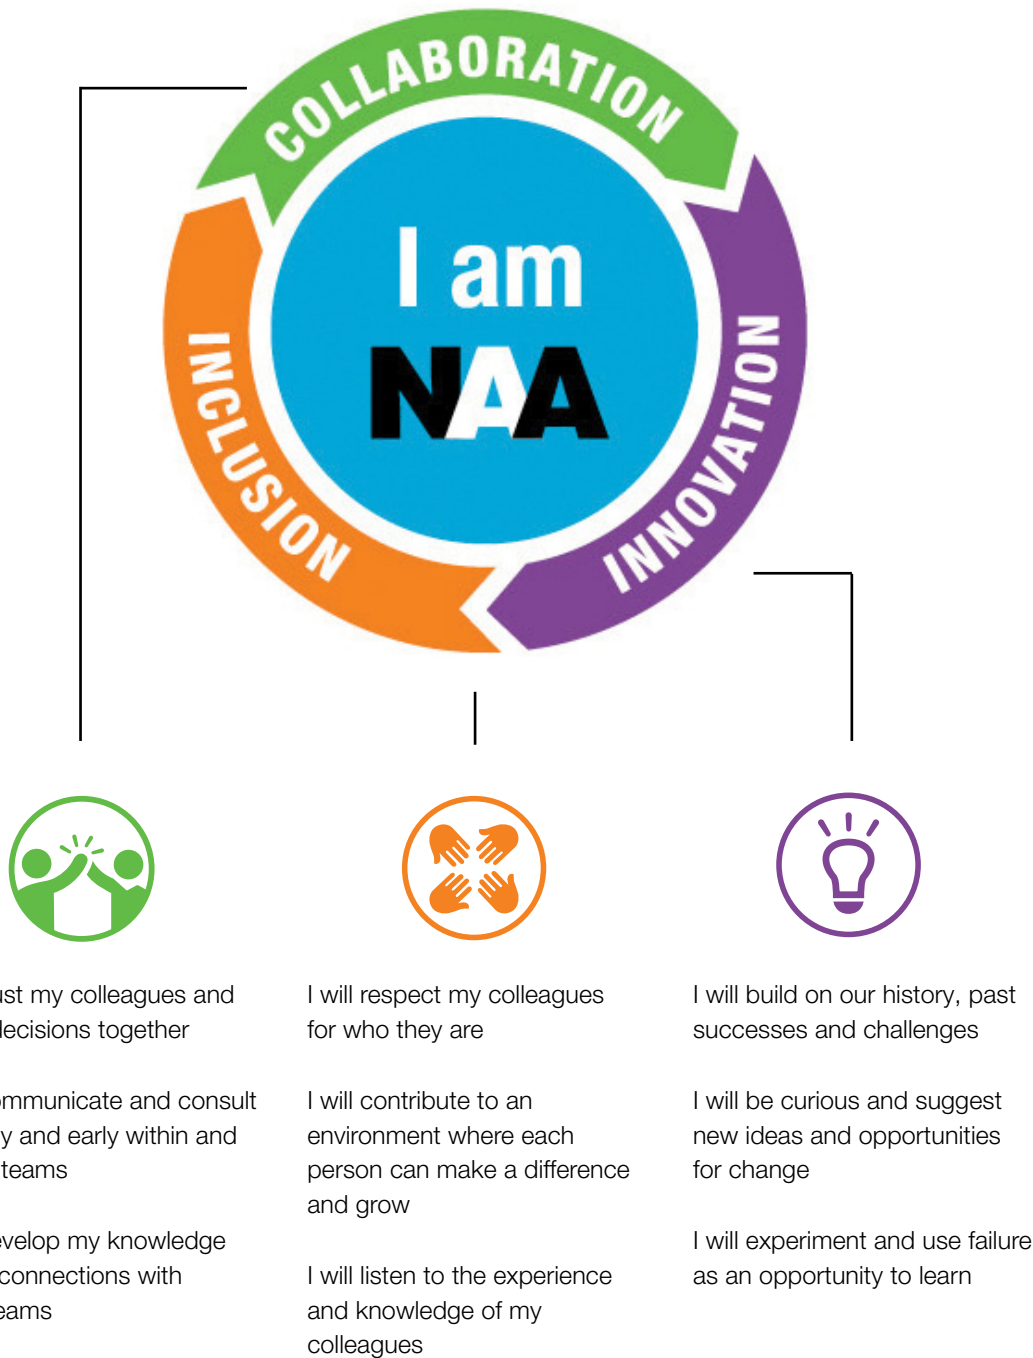 COLLABORATION
INNOVATION
INCLUSION
I am
NAA
my colleagues and
decisions together
and consult
and early within and
teams
my knowledge
connections with
I will respect my colleagues
for who they are
I will contribute to an
environment where each
person can make a difference
and grow
I will listen to the experience
and knowledge of my
colleagues
I will build on our history, past
successes and challenges
I will be curious and suggest
new ideas and opportunities
for change
I will experiment and use failure
as an opportunity to learn